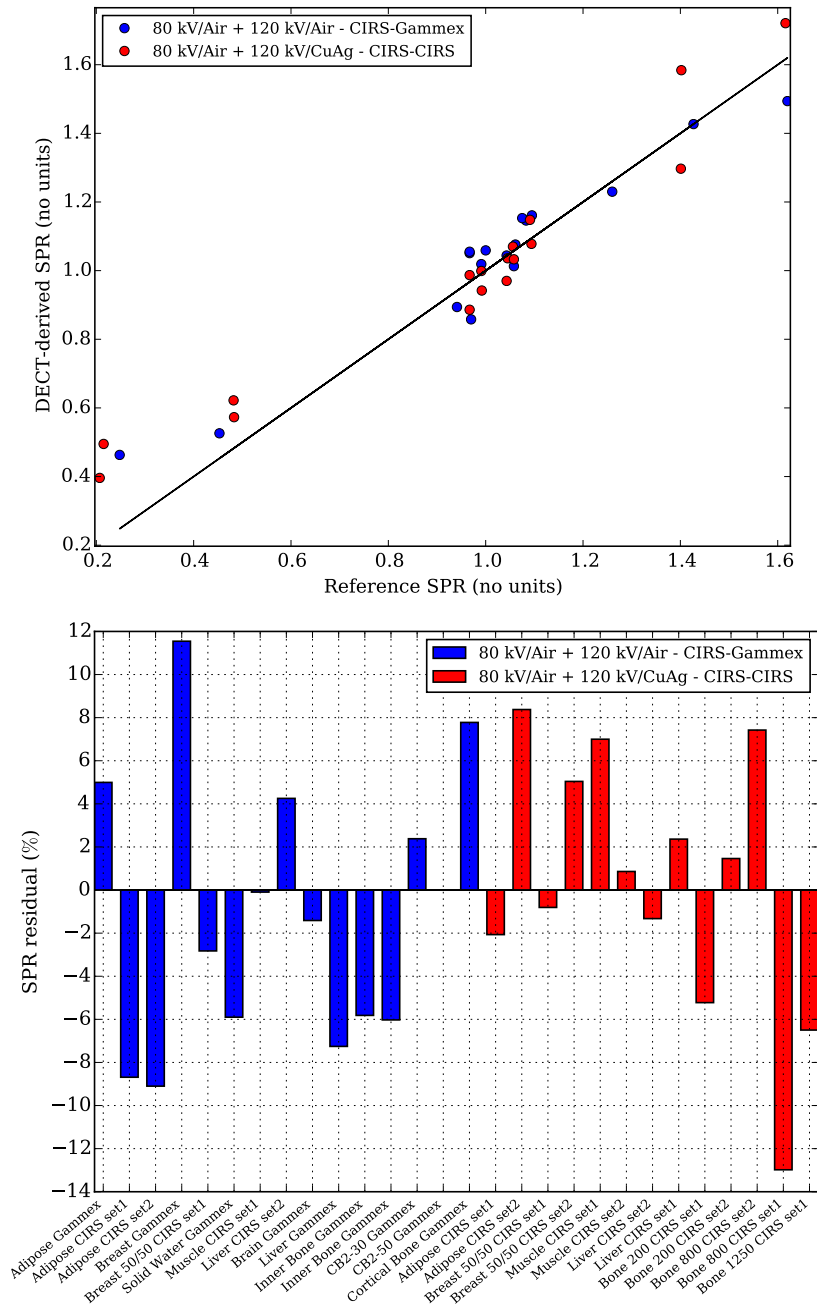 80 kV/Air + 120 kV/Air - CIRS-Gammex
80 kV/Air + 120 kV/CuAg - CIRS-CIRS
1.6
1.4
1.2
1.0
0.8
0.6
0.4
0.2
DECT-derived SPR (no units)
0.2 0.4 0.6 0.8 1.0 1.2 1.4 1.6
Reference SPR (no units)
80 kV/Air + 120 kV/Air - CIRS-Gammex
80 kV/Air + 120 kV/CuAg - CIRS-CIRS
12
10
8
6
4
2
0
−2
−4
−6
−8
−10
−12
−14
SPR residual (%)
Adipose Gammex
Adipose CIRS set1
Adipose CIRS set2
Breast Gammex
Breast 50/50 CIRS set1
Solid Water Gammex
Muscle CIRS set1
Liver CIRS set2
Brain Gammex
Liver Gammex
Inner Bone Gammex
Inner Bone Gammex
CB2-30 Gammex
CB2-50 Gammex
Cortical Bone Gammex
Adipose CIRS set1
Adipose CIRS set2
Breast 50/50 CIRS set1
Breast 50/50 CIRS set2
Muscle CIRS set1
Muscle CIRS set2
Liver CIRS set2
Liver CIRS set1
Bone 200 CIRS set1
Bone 200 CIRS set2
Bone 800 CIRS set2
Bone 800 CIRS set1
Bone 1250 CIRS set1